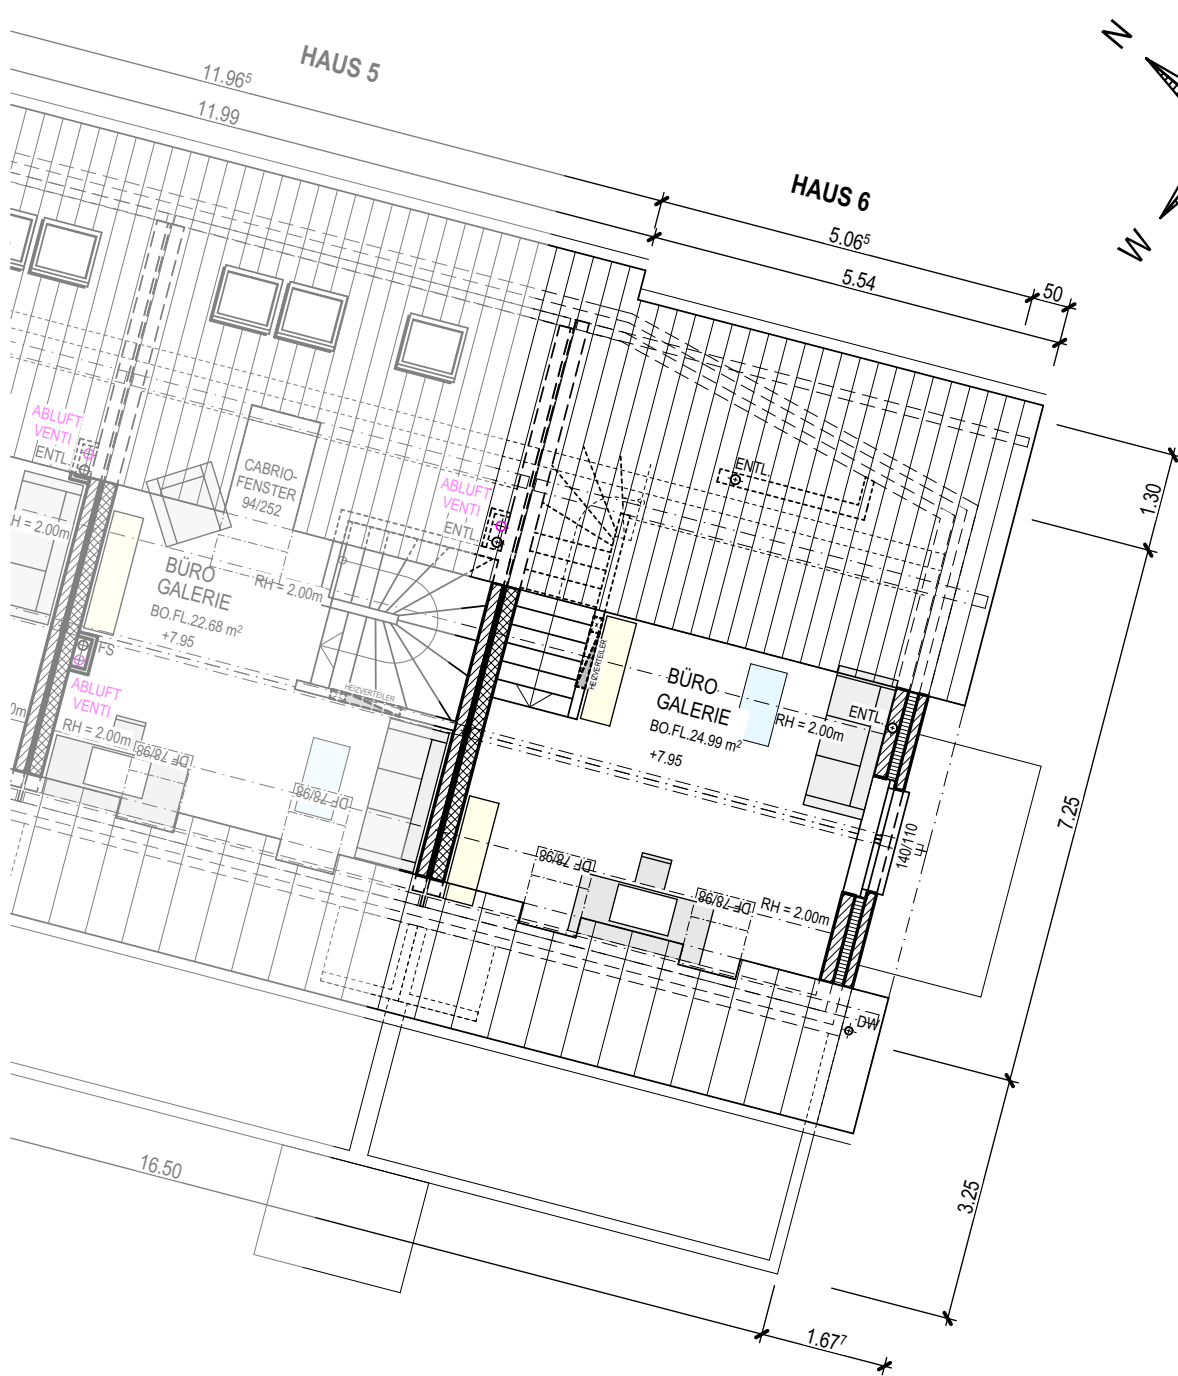 HAUS 5
11.96⁵
11.99
N
HAUS 6
5.06⁵
5.54
50
W
1.30
7.25
3.25
1.67⁷
16.50
ABLUFT
VENTI
ENTL.
H = 2.00m
CABRIO-
FENSTER
94/252
ABLUFT
VENTI
ENTL.
ENTL.
BÜRO
GALERIE
BO.FL.22.68 m²
+7.95
RH = 2.00m
FS
ABLUFT
VENTI
0m
RH = 2.00m
DF 78/98
DF 78/98
HEIZVERTEILER
HEIZVERTEILER
BÜRO
GALERIE
BO.FL.24.99 m²
+7.95
RH = 2.00m
ENTL.
140/110
DF 78/98
DF 78/98
RH = 2.00m
DW